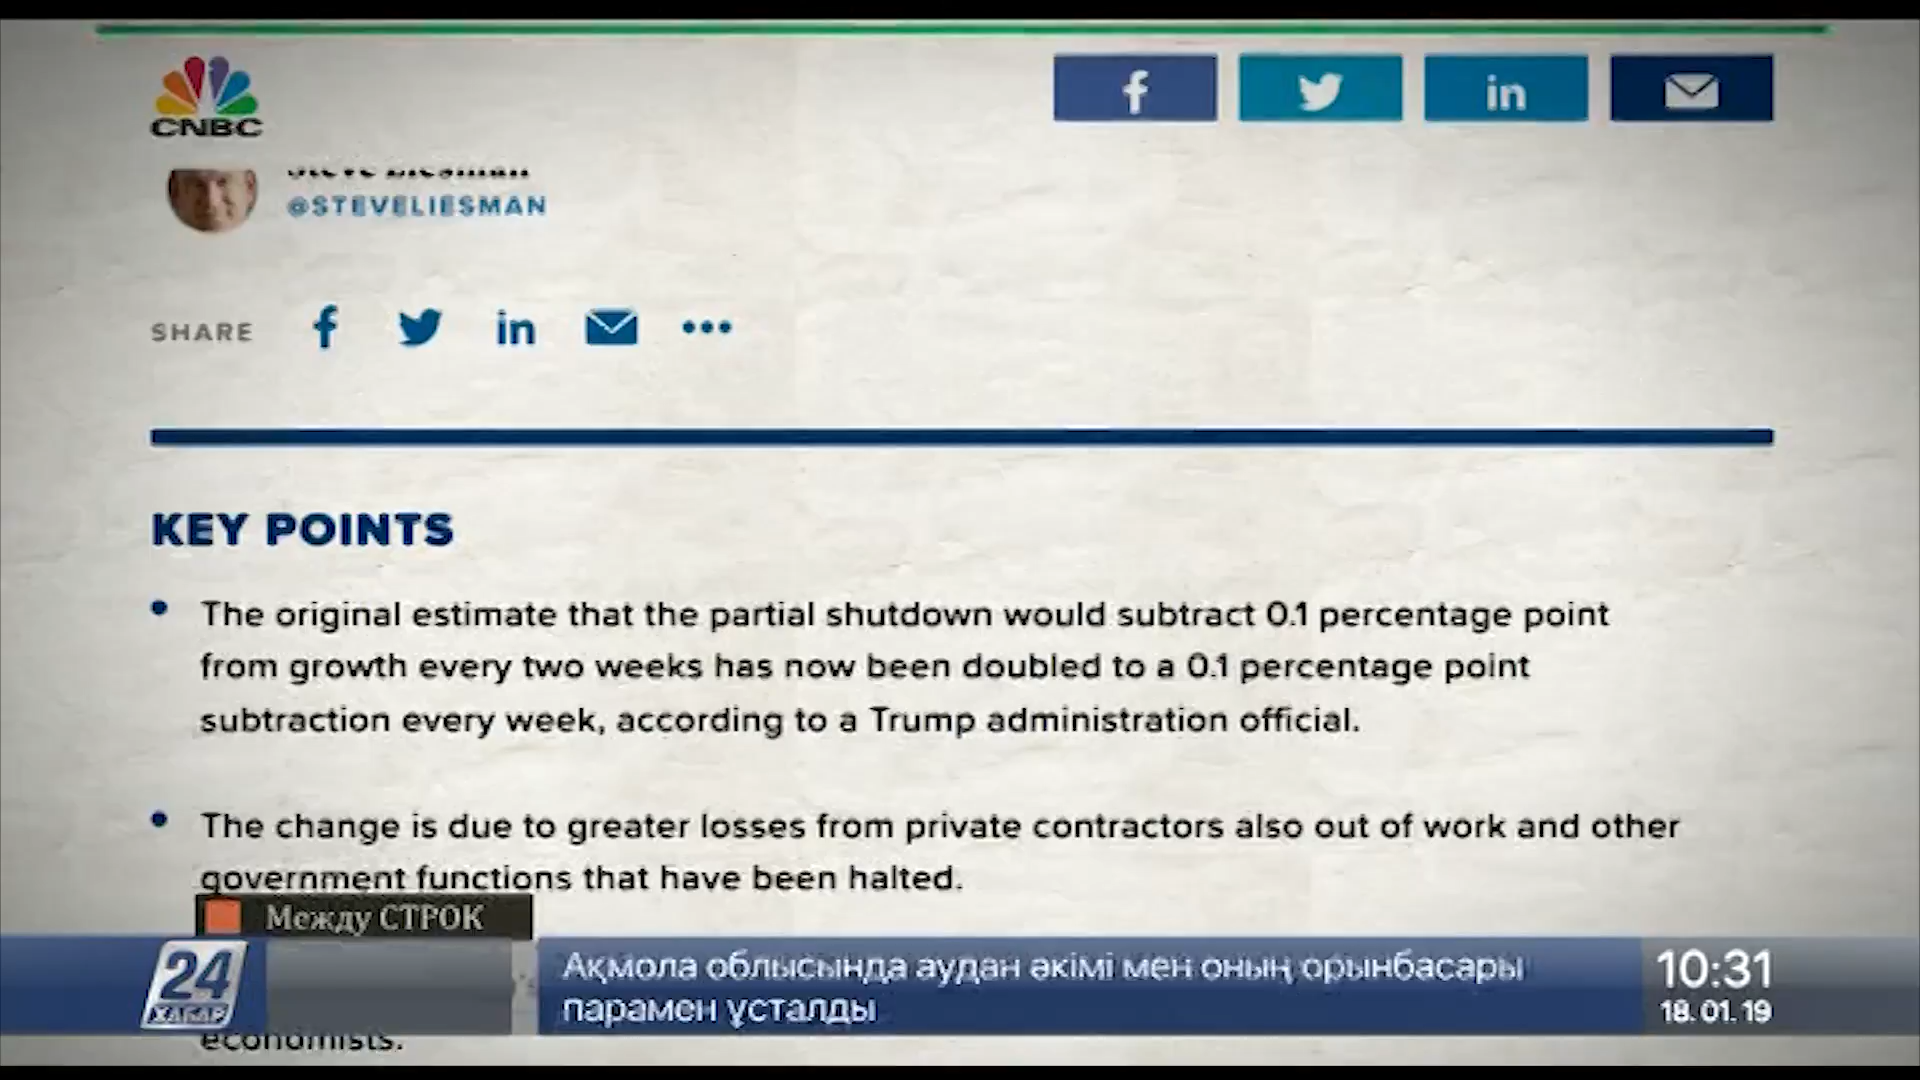 CNBC
@STEVELIESMAN
SHARE
KEY POINTS
• The original estimate that the partial shutdown would subtract 0.1 percentage point
from growth every two weeks has now been doubled to a 0.1 percentage point
subtraction every week, according to a Trump administration official.
• The change is due to greater losses from private contractors also out of work and other
government functions that have been halted.
Между СТРОК
24
ХАБАР
Ақмола облысында аудан әкімі мен оның орынбасары
парамен ұсталды
10:31
18.01.19
economists.